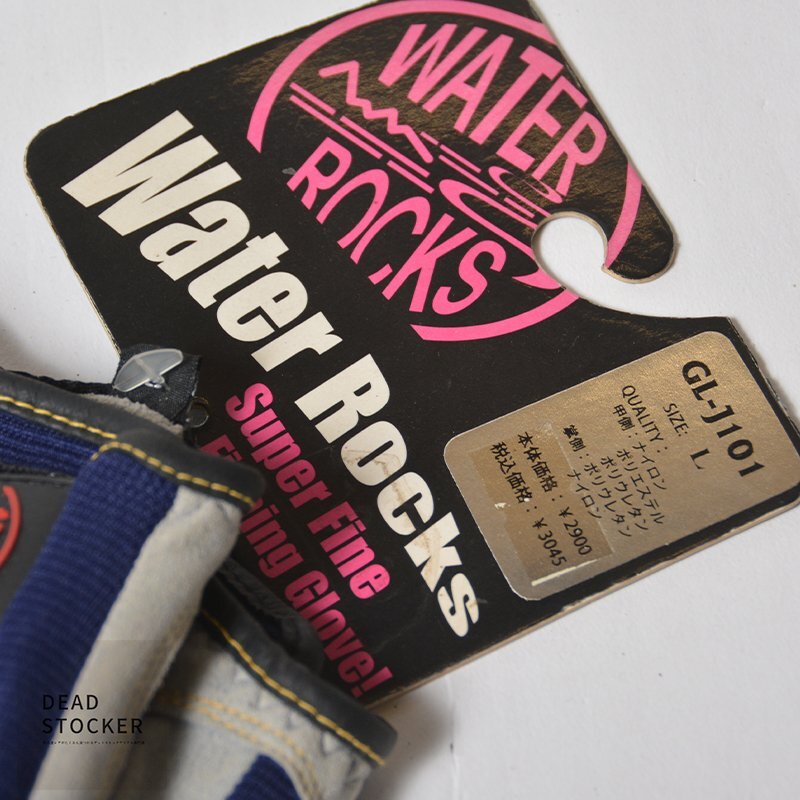 WATER
ROCKS
Water Rocks
Super Fine
Fishing Glove!
GL-J101
SIZE: L
QUALITY:
甲側：ナイロン
ポリエステル
ポリウレタン
掌側：ポリウレタン
ナイロン
本体価格：￥2900
税込価格：￥3045
DEAD
STOCKER